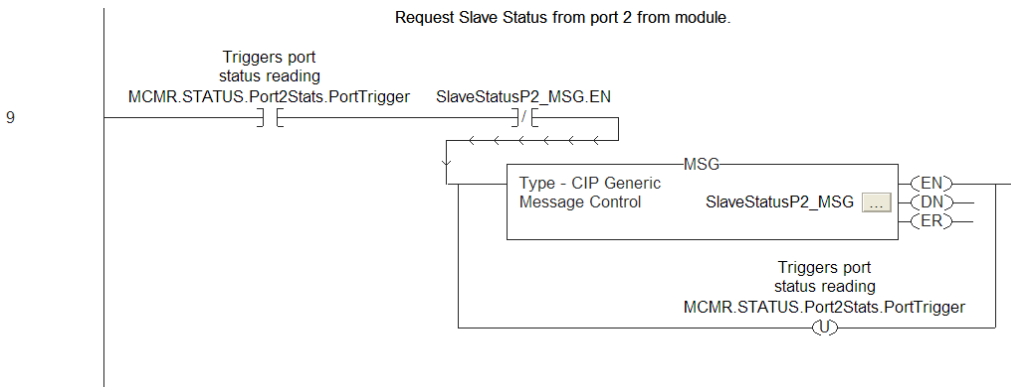 Request Slave Status from port 2 from module.
Triggers port
status reading
MCMR.STATUS.Port2Stats.PortTrigger
SlaveStatusP2_MSG.EN
9
/
MSG
Type - CIP Generic
Message Control
SlaveStatusP2_MSG ...
EN
DN
ER
Triggers port
status reading
MCMR.STATUS.Port2Stats.PortTrigger
U